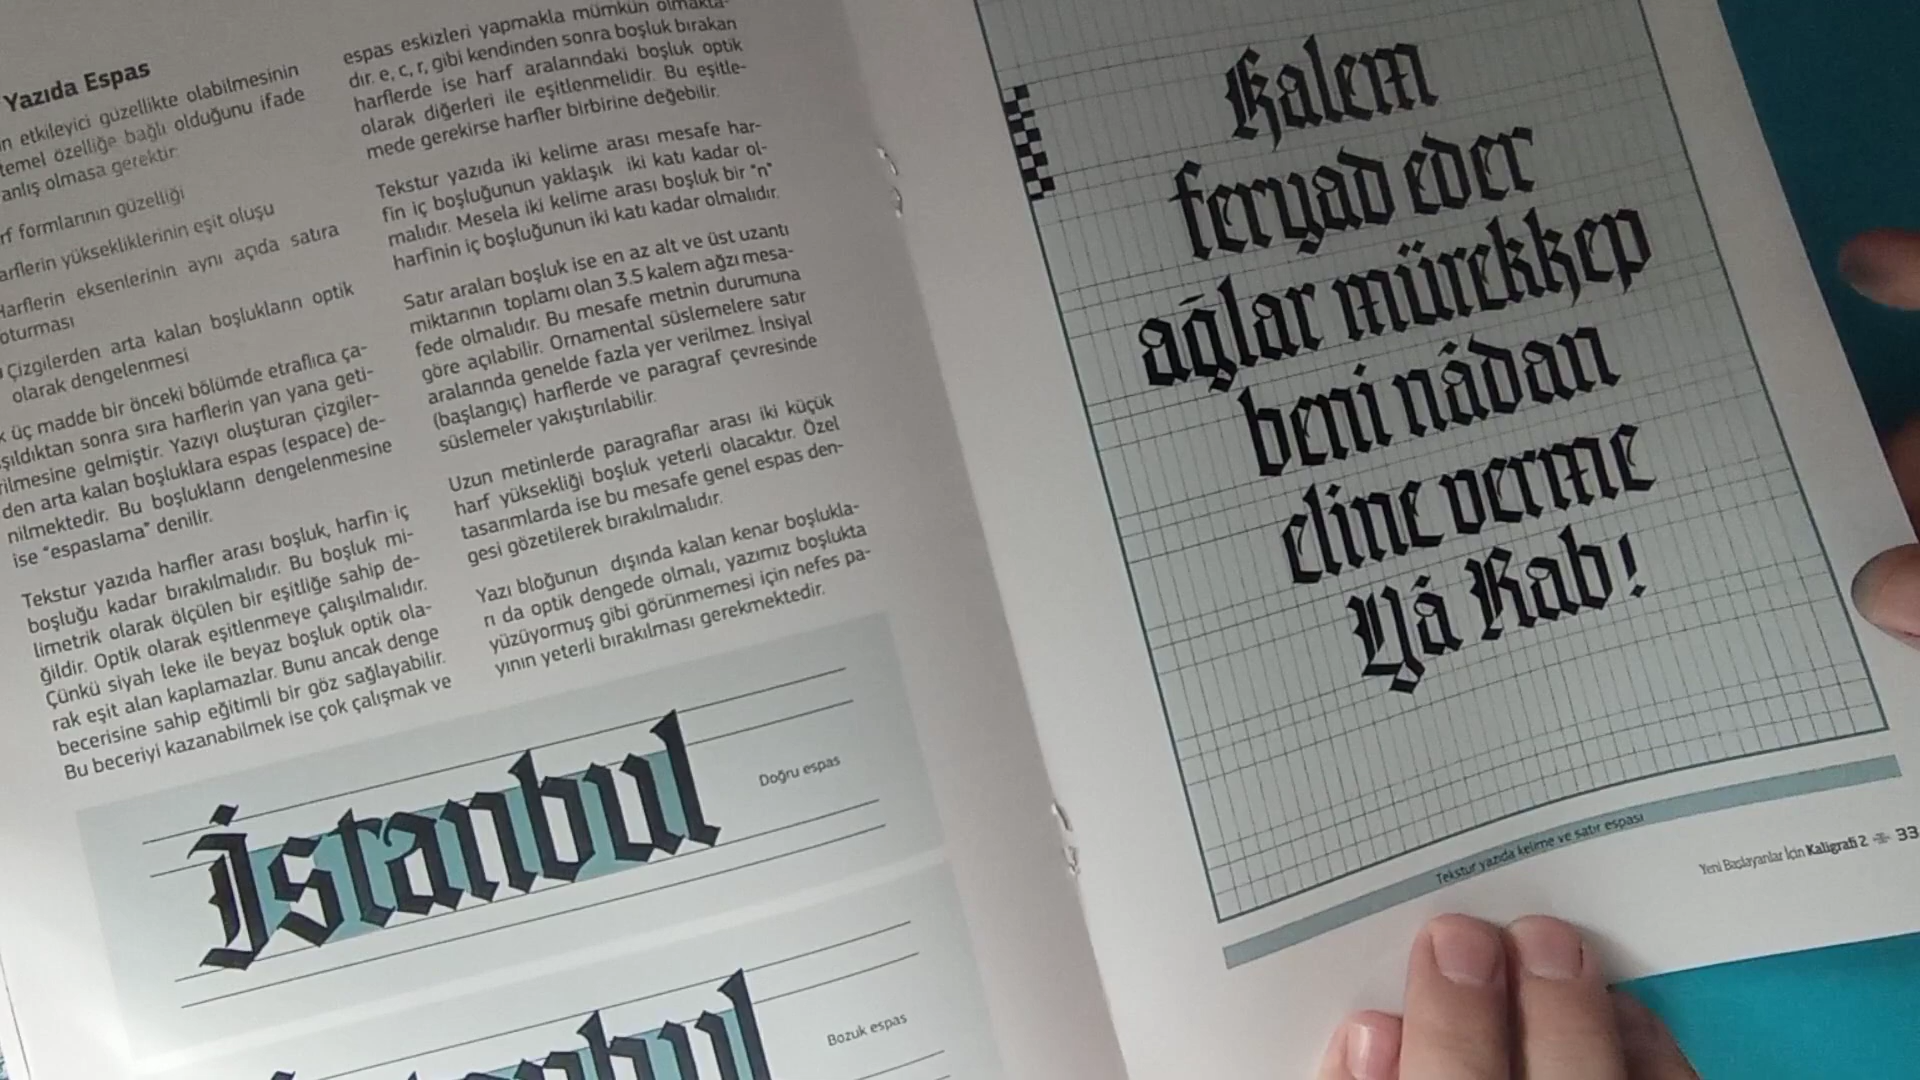 Yazıda Espas
n etkileyici güzellikte olabilmesinin
temel özelliğe bağlı olduğunu ifade
anlış olmasa gerektir:
rf formlarının güzelliği
arflerin yüksekliklerinin eşit oluşu
Harflerin eksenlerinin aynı açıda satıra
oturması
Çizgilerden arta kalan boşlukların optik
olarak dengelenmesi
k üç madde bir önceki bölümde etraflıca ça-
şıldıktan sonra sıra harflerin yan yana geti-
rilmesine gelmiştir. Yazıyı oluşturan çizgiler-
den arta kalan boşluklara espas (espace) de-
nilmektedir. Bu boşlukların dengelenmesine
ise "espaslama" denilir.
Tekstur yazıda harfler arası boşluk, harfin iç
boşluğu kadar bırakılmalıdır. Bu boşluk mi-
limetrik olarak ölçülen bir eşitliğe sahip de-
ğildir. Optik olarak eşitlenmeye çalışılmalıdır.
Çünkü siyah leke ile beyaz boşluk optik ola-
rak eşit alan kaplamazlar. Bunu ancak denge
becerisine sahip eğitimli bir göz sağlayabilir.
Bu beceriyi kazanabilmek ise çok çalışmak ve
espas eskizleri yapmakla mümkün olmakta-
dır. e, c, r, gibi kendinden sonra boşluk bırakan
harflerde ise harf aralarındaki boşluk optik
olarak diğerleri ile eşitlenmelidir. Bu eşitle-
mede gerekirse harfler birbirine değebilir.
Tekstur yazıda iki kelime arası mesafe har-
fin iç boşluğunun yaklaşık iki katı kadar ol-
malıdır. Mesela iki kelime arası boşluk bir "n"
harfinin iç boşluğunun iki katı kadar olmalıdır.
Satır araları boşluk ise en az alt ve üst uzantı
miktarının toplamı olan 3.5 kalem ağzı mesa-
fede olmalıdır. Bu mesafe metnin durumuna
göre açılabilir. Ornamental süslemelere satır
aralarında genelde fazla yer verilmez. İnsiyal
(başlangıç) harflerde ve paragraf çevresinde
süslemeler yakıştırılabilir.
Uzun metinlerde paragraflar arası iki küçük
harf yüksekliği boşluk yeterli olacaktır. Özel
tasarımlarda ise bu mesafe genel espas den-
gesi gözetilerek bırakılmalıdır.
Yazı bloğunun dışında kalan kenar boşlukla-
rı da optik dengede olmalı, yazımız boşlukta
yüzüyormuş gibi görünmemesi için nefes pa-
yının yeterli bırakılması gerekmektedir.
İstanbul
Doğru espas
Bozuk espas
Kalem
feryad eder
ağlar mürekkep
beni nâdan
eline verme
Yâ Rab!
Tekstur yazıda kelime ve satır espası
Yeni Başlayanlar İçin Kaligrafi 2 33